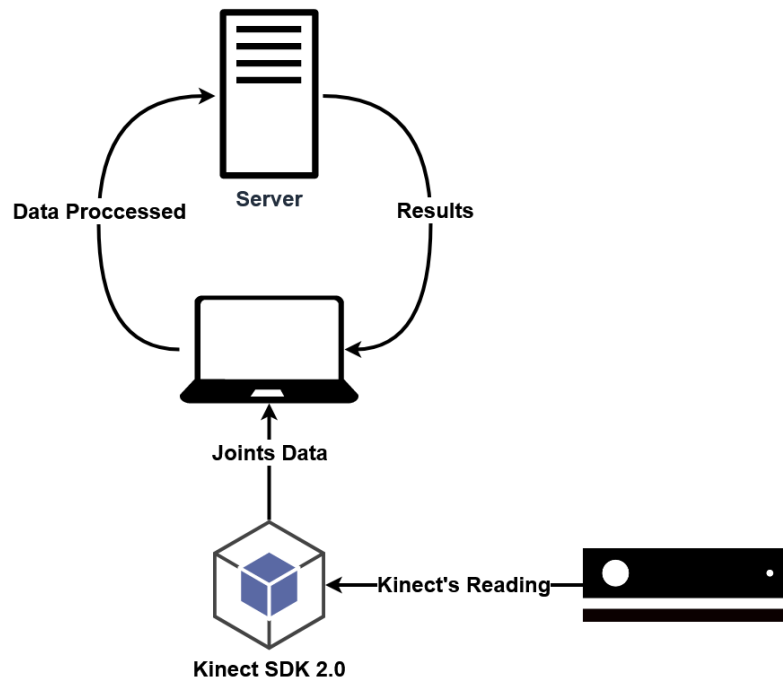 Server
Data Proccessed
Results
Joints Data
Kinect's Reading
Kinect SDK 2.0